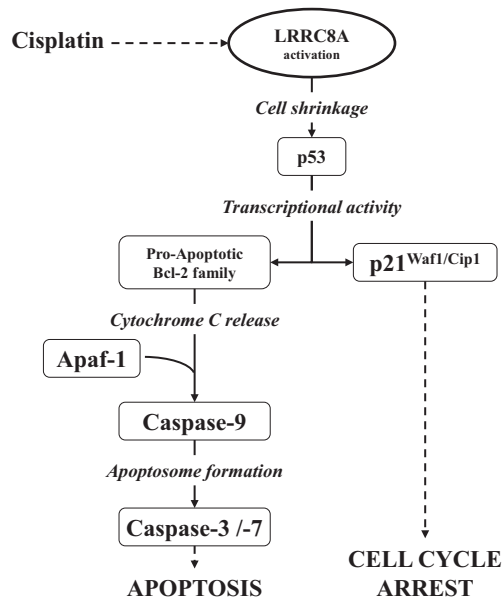 Cisplatin
LRRC8A
activation
Cell shrinkage
p53
Transcriptional activity
Pro-Apoptotic
Bcl-2 family
p21Waf1/Cip1
Cytochrome C release
Apaf-1
Caspase-9
Apoptosome formation
Caspase-3 /-7
APOPTOSIS
CELL CYCLE
ARREST